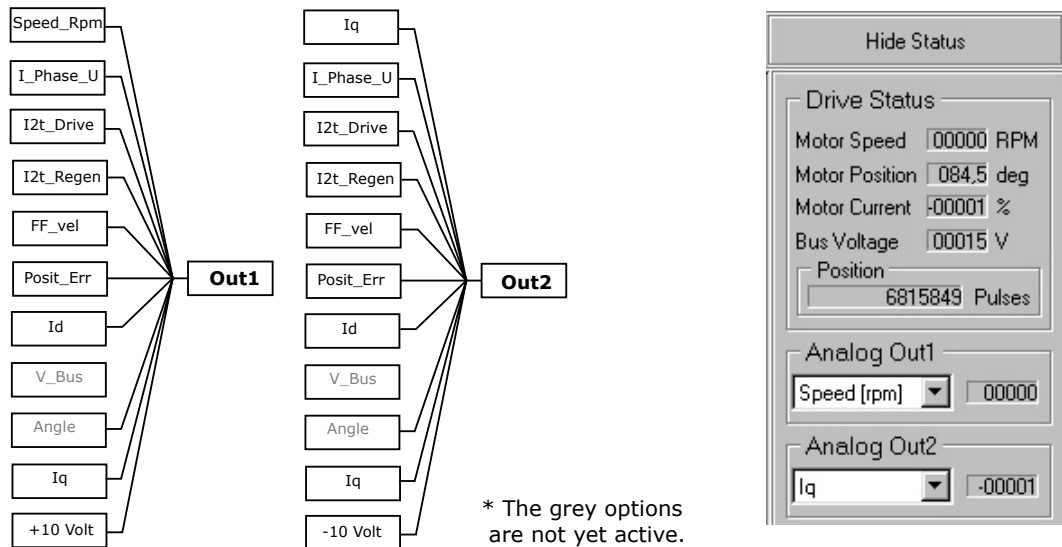 Speed_Rpm
I_Phase_U
I2t_Drive
I2t_Regen
FF_vel
Posit_Err
Id
V_Bus
Angle
Iq
+10 Volt
Out1
Iq
I_Phase_U
I2t_Drive
I2t_Regen
FF_vel
Posit_Err
Id
V_Bus
Angle
Iq
-10 Volt
Out2
* The grey options
are not yet active.
Hide Status
Drive Status
Motor Speed 00000 RPM
Motor Position 084,5 deg
Motor Current -00001 %
Bus Voltage 00015 V
Position
6815849 Pulses
Analog Out1
Speed [rpm] 00000
Analog Out2
Iq -00001